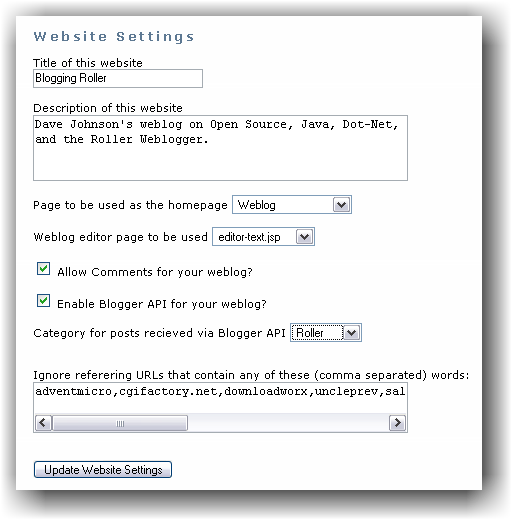 Website Settings
Title of this website
Blogging Roller
Description of this website
Dave Johnson's weblog on Open Source, Java, Dot-Net,
and the Roller Weblogger.
Page to be used as the homepage Weblog
Weblog editor page to be used editor-text.jsp
Allow Comments for your weblog?
Enable Blogger API for your weblog?
Category for posts recieved via Blogger API Roller
Ignore referering URLs that contain any of these (comma separated) words:
adventmicro,cgifactory.net,downloadworx,uncleprev,sal
Update Website Settings